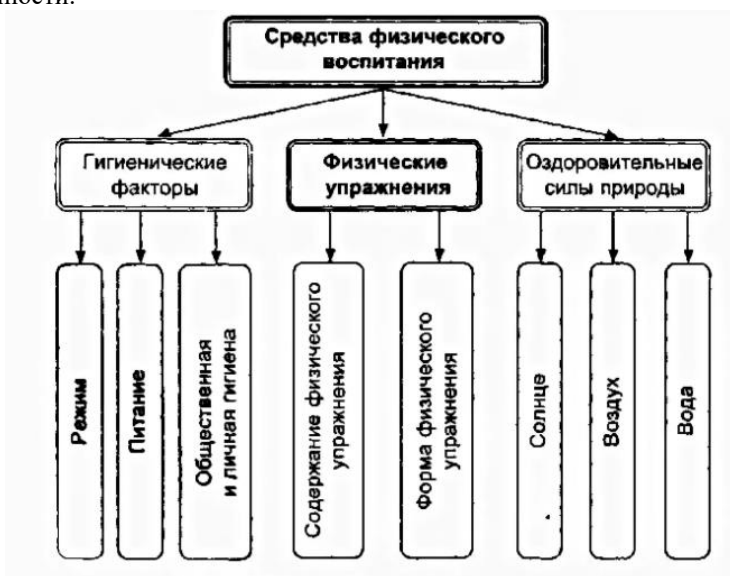 Средства физического
воспитания
Гигиенические
факторы
Физические
упражнения
Оздоровительные
силы природы
Режим
Питание
Общественная
и личная гигиена
Содержание физического
упражнения
Форма физического
упражнения
Солнце
Воздух
Вода